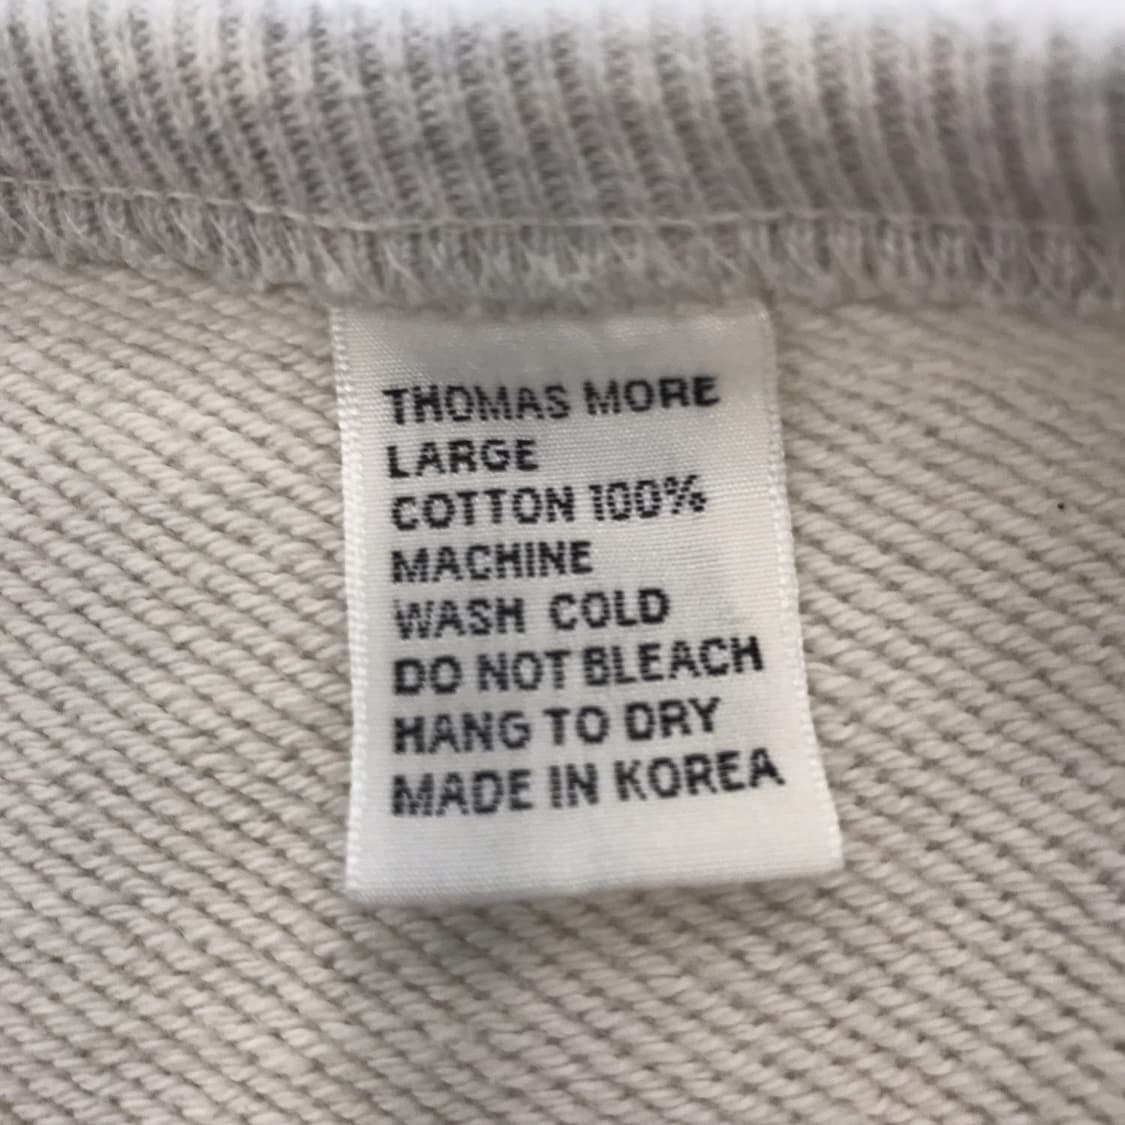 THOMAS MORE
LARGE
COTTON 100%
MACHINE
WASH COLD
DO NOT BLEACH
HANG TO DRY
MADE IN KOREA